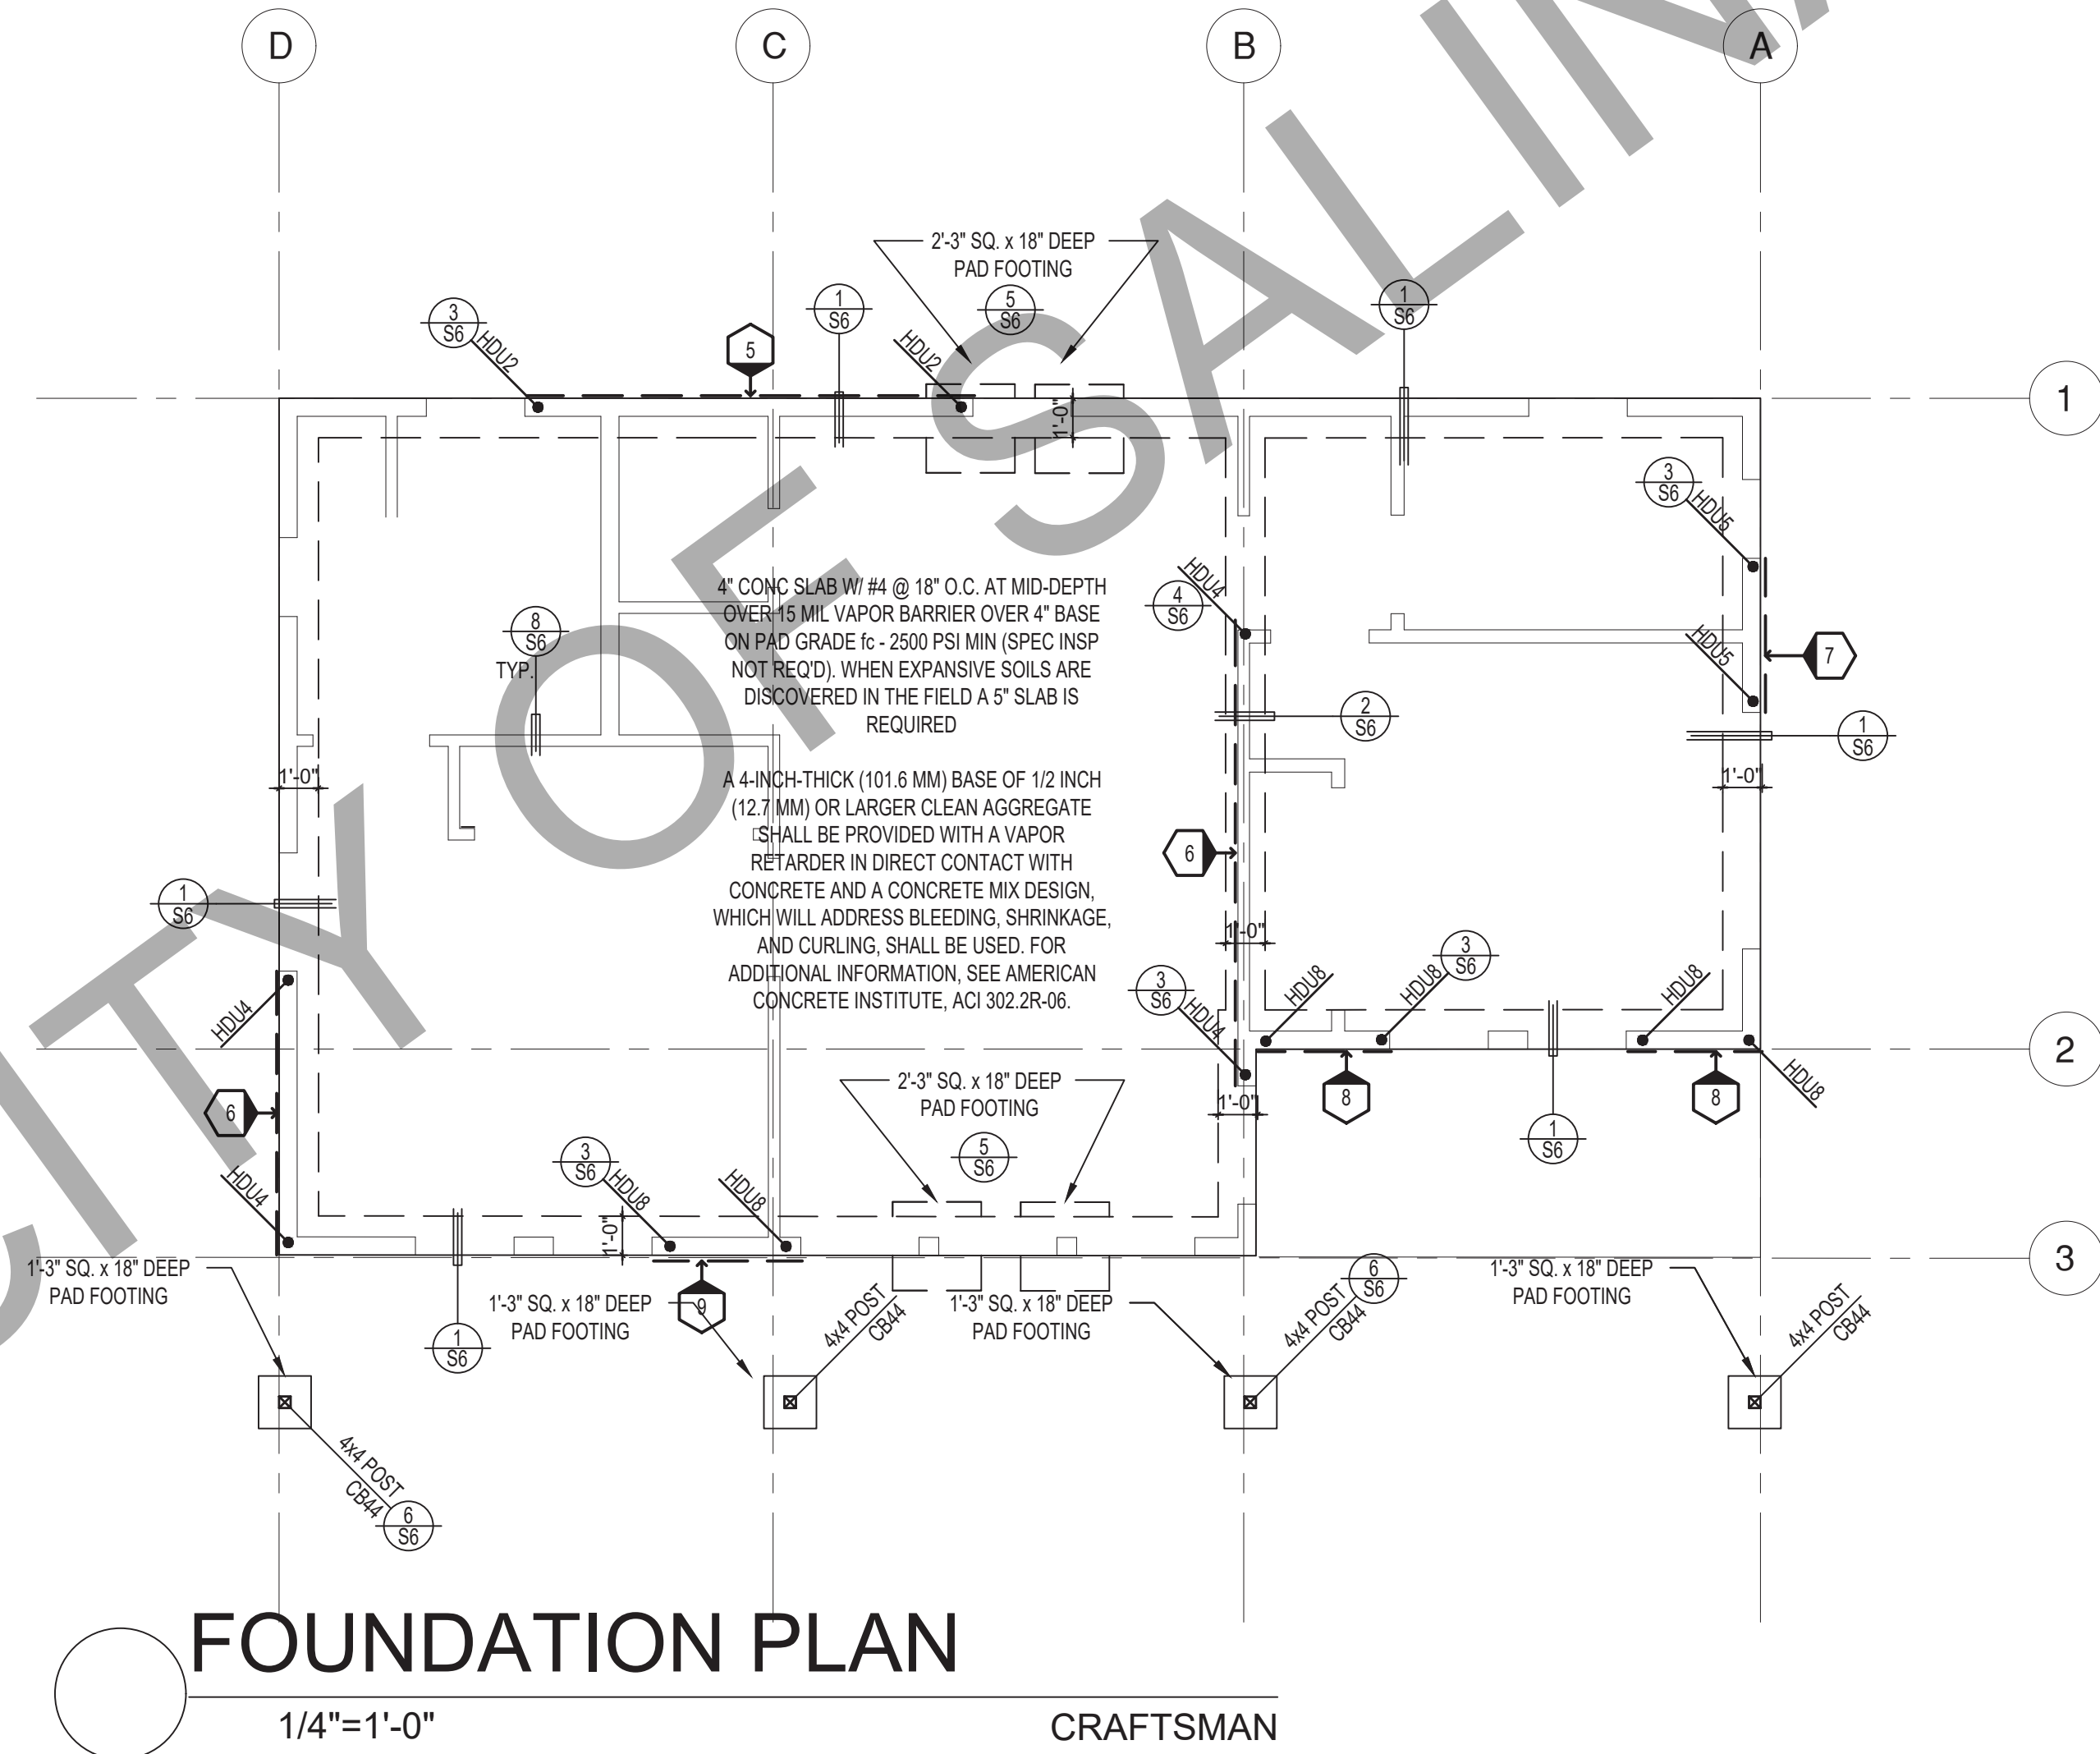 D
C
B
A
2'-3" SQ. x 18" DEEP
PAD FOOTING
5
S6
3
S6
HDU2
5
1
S6
HDU2
1
S6
1
1'-0"
3
S6
HDU5
HDU4
4
S6
8
S6
TYP.
4" CONC SLAB W/ #4 @ 18" O.C. AT MID-DEPTH
OVER 15 MIL VAPOR BARRIER OVER 4" BASE
ON PAD GRADE fc - 2500 PSI MIN (SPEC INSP
NOT REQ'D). WHEN EXPANSIVE SOILS ARE
DISCOVERED IN THE FIELD A 5" SLAB IS
REQUIRED
HDU5
7
2
S6
1
S6
1'-0"
1'-0"
A 4-INCH-THICK (101.6 MM) BASE OF 1/2 INCH
(12.7 MM) OR LARGER CLEAN AGGREGATE
SHALL BE PROVIDED WITH A VAPOR
RETARDER IN DIRECT CONTACT WITH
CONCRETE AND A CONCRETE MIX DESIGN,
WHICH WILL ADDRESS BLEEDING, SHRINKAGE,
AND CURLING, SHALL BE USED. FOR
ADDITIONAL INFORMATION, SEE AMERICAN
CONCRETE INSTITUTE, ACI 302.2R-06.
6
1
S6
1'-0"
3
S6
HDU4
HDU8
HDU8
3
S6
HDU8
HDU4
2
6
HDU4
2'-3" SQ. x 18" DEEP
PAD FOOTING
5
S6
1'-0"
8
8
HDU8
1
S6
3
S6
HDU8
HDU8
1'-0"
3
1'-3" SQ. x 18" DEEP
PAD FOOTING
1
S6
1'-3" SQ. x 18" DEEP
PAD FOOTING
9
4x4 POST
CB44
1'-3" SQ. x 18" DEEP
PAD FOOTING
4x4 POST
CB44
6
S6
1'-3" SQ. x 18" DEEP
PAD FOOTING
4x4 POST
CB44
4x4 POST
CB44
6
S6
FOUNDATION PLAN
1/4"=1'-0"
CRAFTSMAN
CITY OF SALINA